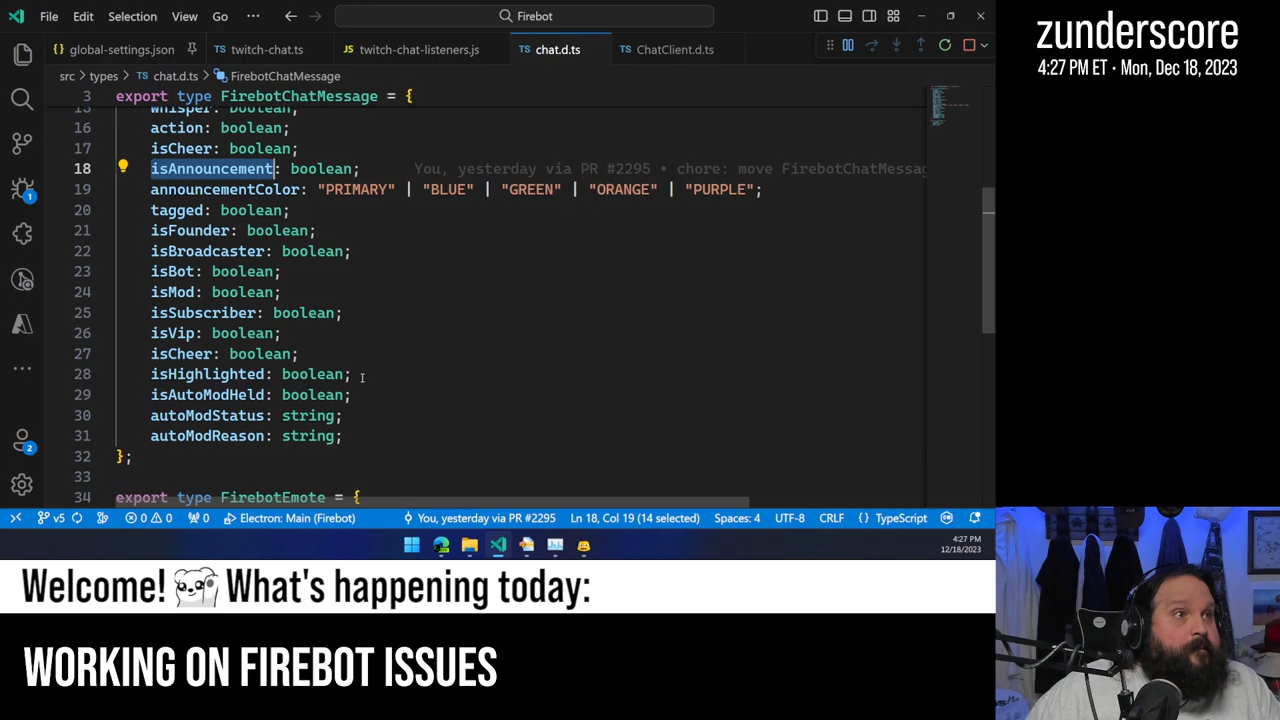 File Edit Selection View Go ··· Firebot
global-settings.json twitch-chat.ts twitch-chat-listeners.js chat.d.ts ChatClient.d.ts
src > types > chat.d.ts > FirebotChatMessage
3 export type FirebotChatMessage = {
whisper: boolean;
16 action: boolean;
17 isCheer: boolean;
18 isAnnouncement: boolean; You, yesterday via PR #2295 • chore: move FirebotChatMessag
19 announcementColor: "PRIMARY" | "BLUE" | "GREEN" | "ORANGE" | "PURPLE";
20 tagged: boolean;
21 isFounder: boolean;
22 isBroadcaster: boolean;
23 isBot: boolean;
24 isMod: boolean;
25 isSubscriber: boolean;
26 isVip: boolean;
27 isCheer: boolean;
28 isHighlighted: boolean;
29 isAutoModHeld: boolean;
30 autoModStatus: string;
31 autoModReason: string;
32 };
33
34 export type FirebotEmote = {
1
2
v5 0 0 0 Electron: Main (Firebot) You, yesterday via PR #2295 Ln 18, Col 19 (14 selected) Spaces: 4 UTF-8 CRLF { } TypeScript
4:27 PM
12/18/2023
zunderscore
4:27 PM ET • Mon, Dec 18, 2023
Welcome! What's happening today:
WORKING ON FIREBOT ISSUES